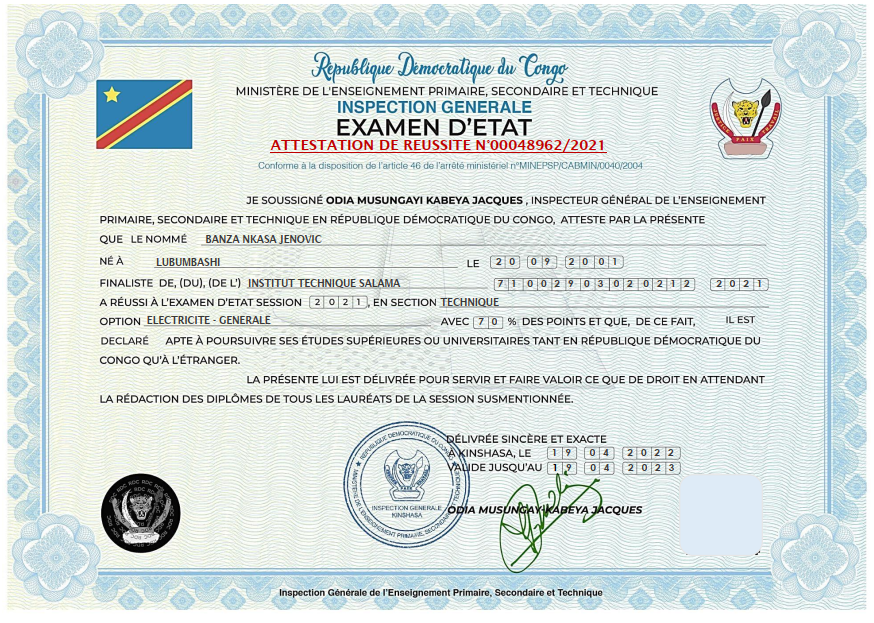 République Démocratique du Congo
MINISTÈRE DE L'ENSEIGNEMENT PRIMAIRE, SECONDAIRE ET TECHNIQUE
INSPECTION GENERALE
EXAMEN D'ETAT
ATTESTATION DE REUSSITE N°00048962/2021
Conforme à la disposition de l'article 46 de l'arrêté ministériel n°MINEPSP/CABMIN/0040/2004
JUSTICE PAIX TRAVAIL
JE SOUSSIGNÉ ODIA MUSUNGAYI KABEYA JACQUES , INSPECTEUR GÉNÉRAL DE L'ENSEIGNEMENT
PRIMAIRE, SECONDAIRE ET TECHNIQUE EN RÉPUBLIQUE DÉMOCRATIQUE DU CONGO, ATTESTE PAR LA PRÉSENTE
QUE LE NOMMÉ BANZA NKASA JENOVIC
NÉ À LUBUMBASHI LE 20 09 2001
FINALISTE DE, (DU), (DE L') INSTITUT TECHNIQUE SALAMA 71002903020212 2021
A RÉUSSI À L'EXAMEN D'ETAT SESSION 2021, EN SECTION TECHNIQUE
OPTION ELECTRICITE - GENERALE AVEC 70 % DES POINTS ET QUE, DE CE FAIT, IL EST
DECLARÉ APTE À POURSUIVRE SES ÉTUDES SUPÉRIEURES OU UNIVERSITAIRES TANT EN RÉPUBLIQUE DÉMOCRATIQUE DU
CONGO QU'À L'ÉTRANGER.
LA PRÉSENTE LUI EST DÉLIVRÉE POUR SERVIR ET FAIRE VALOIR CE QUE DE DROIT EN ATTENDANT
LA RÉDACTION DES DIPLÔMES DE TOUS LES LAURÉATS DE LA SESSION SUSMENTIONNÉE.
DÉLIVRÉE SINCÈRE ET EXACTE
À KINSHASA, LE 19 04 2022
VALIDE JUSQU'AU 19 04 2023
REPUBLIQUE DEMOCRATIQUE DU CONGO
MINISTÈRE DE L'ENSEIGNEMENT PRIMAIRE, SECONDAIRE
INSPECTION GENERALE
KINSHASA
ODIA MUSUNGAYI KABEYA JACQUES
RDC RDC RDC RDC
Inspection Générale de l'Enseignement Primaire, Secondaire et Technique